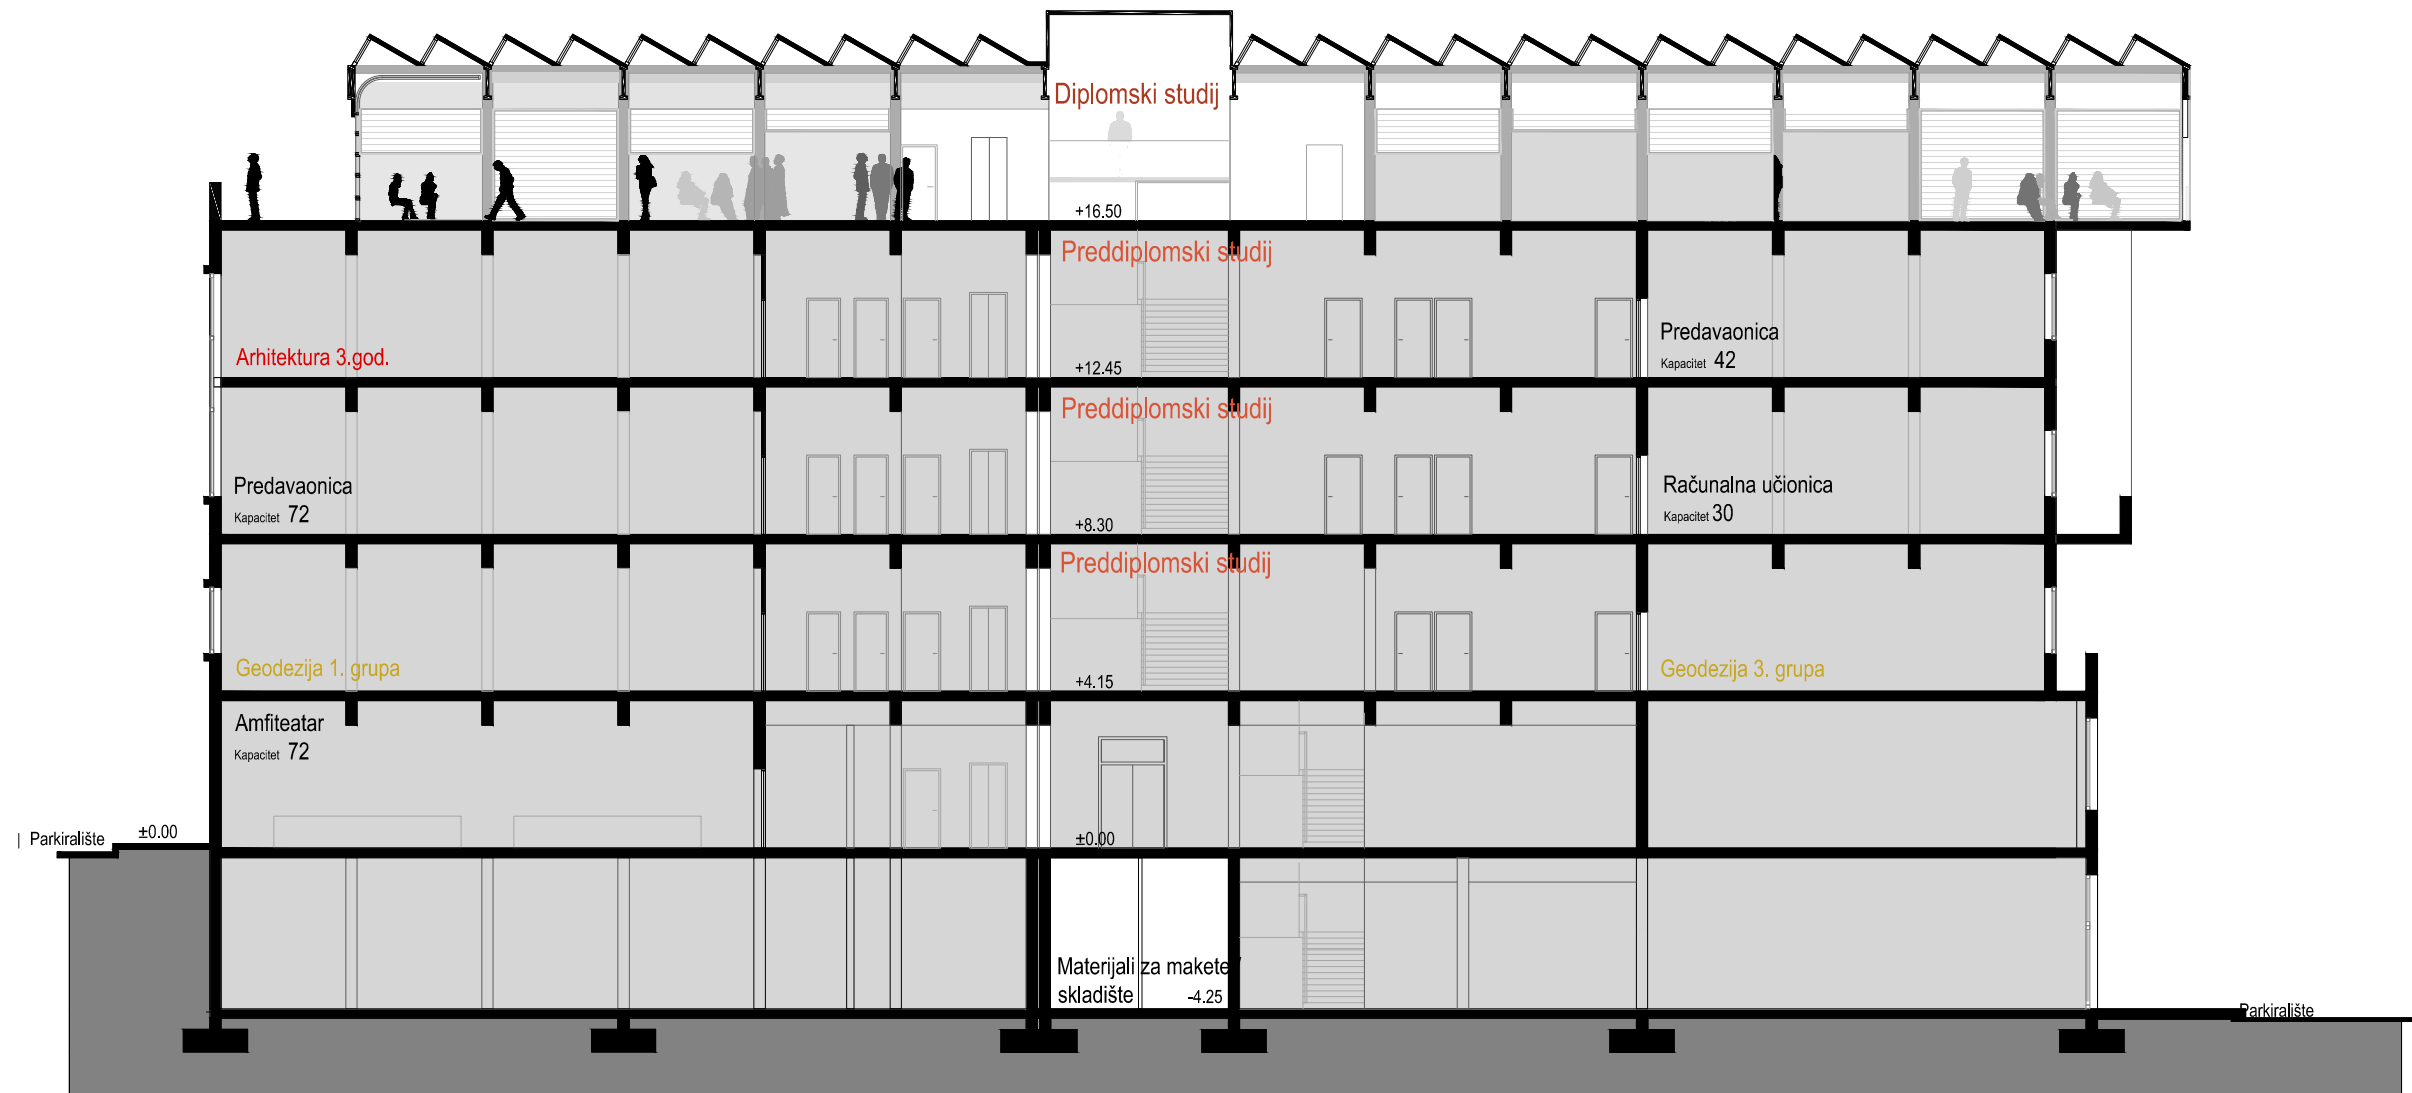 Diplomski studij
+16.50
Preddiplomski studij
Arhitektura 3.god.
+12.45
Predavaonica
Kapacitet 42
Preddiplomski studij
Predavaonica
Kapacitet 72
+8.30
Računalna učionica
Kapacitet 30
Preddiplomski studij
Geodezija 1. grupa
+4.15
Geodezija 3. grupa
Amfiteatar
Kapacitet 72
| Parkiralište
±0.00
±0.00
Materijali za makete/
skladište -4.25
Parkiralište